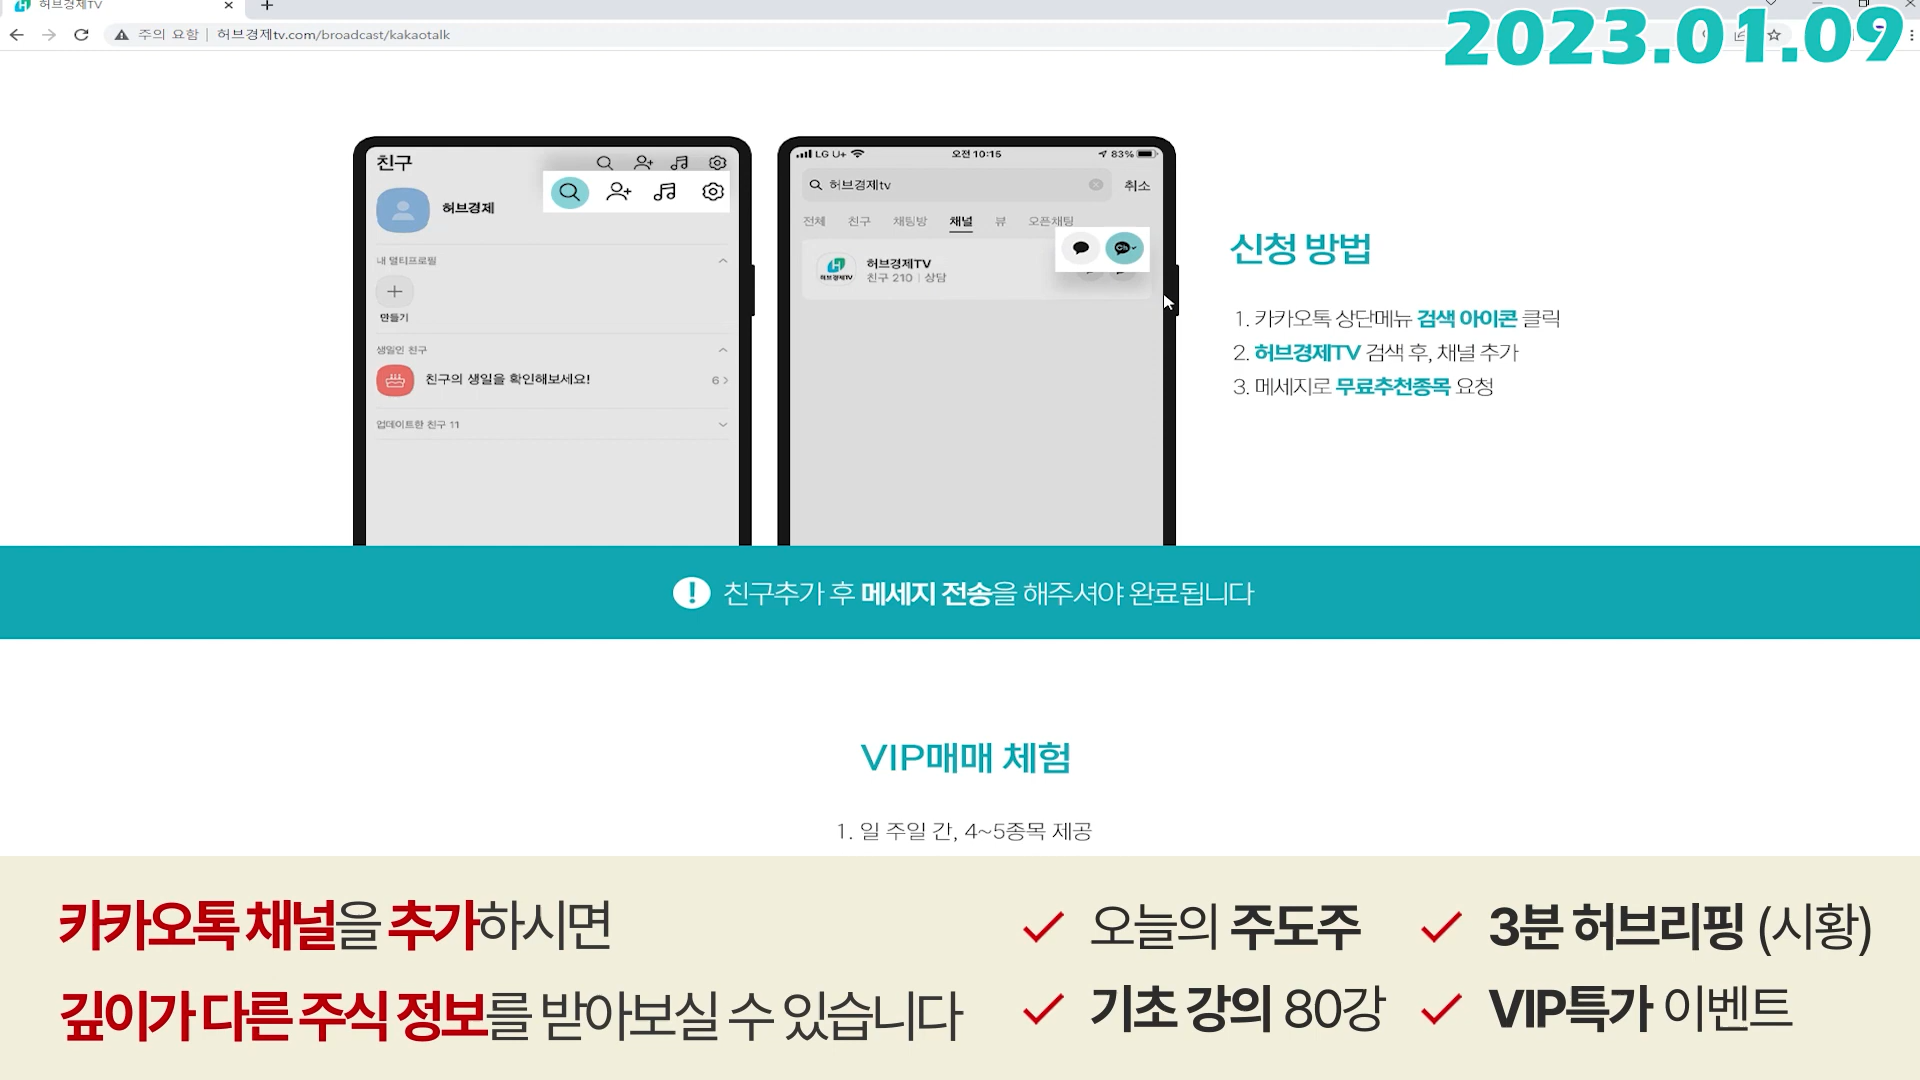 허브경제TV
2023.01.09
주의 요함 | 허브경제tv.com/broadcast/kakaotalk
친구
허브경제
내 멀티프로필
만들기
생일인 친구
친구의 생일을 확인해보세요!
6
업데이트한 친구 11
LG U+
오전 10:15
83%
허브경제tv
취소
전체 친구 채팅방 채널 뷰 오픈채팅
허브경제TV
허브경제TV
친구 210 | 상담
Ch
신청 방법
1. 카카오톡 상단메뉴 검색 아이콘 클릭
2. 허브경제TV 검색 후, 채널 추가
3. 메세지로 무료추천종목 요청
친구추가 후 메세지 전송을 해주셔야 완료됩니다
VIP매매 체험
1. 일 주일 간, 4~5종목 제공
카카오톡 채널을 추가하시면
깊이가 다른 주식 정보를 받아보실 수 있습니다
오늘의 주도주
3분 허브리핑 (시황)
기초 강의 80강
VIP특가 이벤트